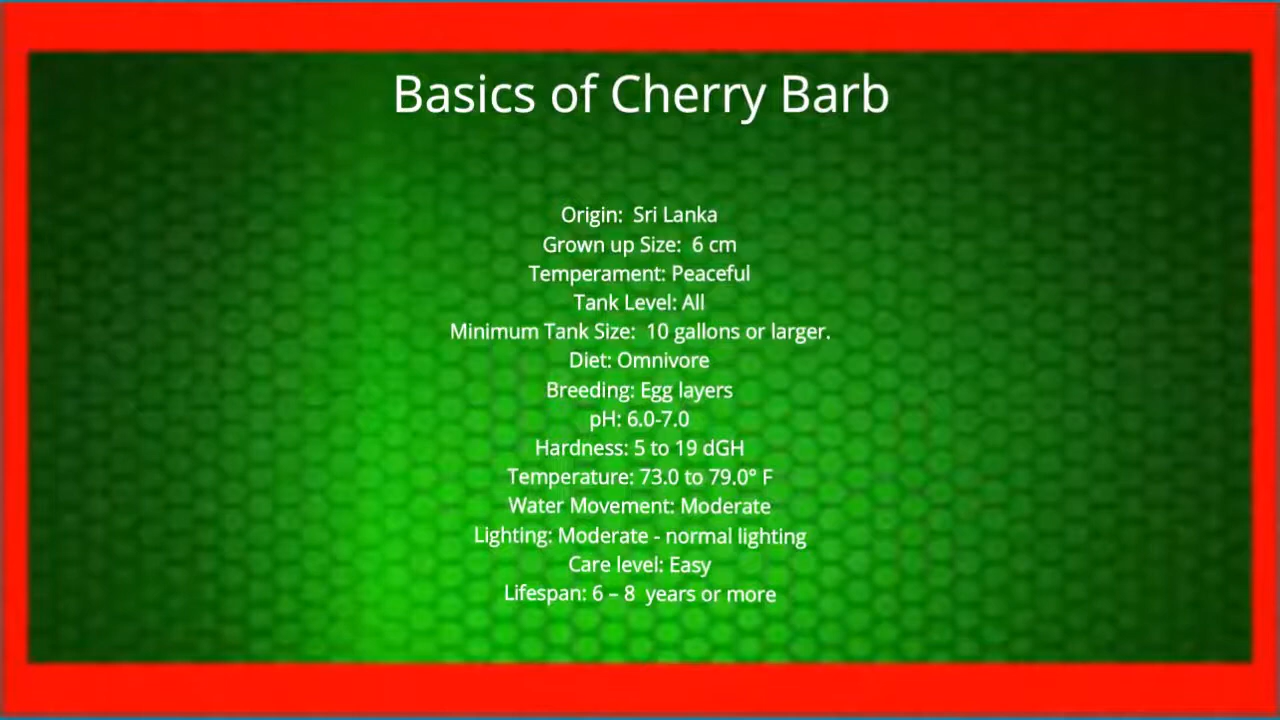 Basics of Cherry Barb
Origin:  Sri Lanka
Grown up Size:  6 cm
Temperament: Peaceful
Tank Level: All
Minimum Tank Size:  10 gallons or larger.
Diet: Omnivore
Breeding: Egg layers
pH: 6.0-7.0
Hardness: 5 to 19 dGH
Temperature: 73.0 to 79.0° F
Water Movement: Moderate
Lighting: Moderate - normal lighting
Care level: Easy
Lifespan: 6 – 8  years or more